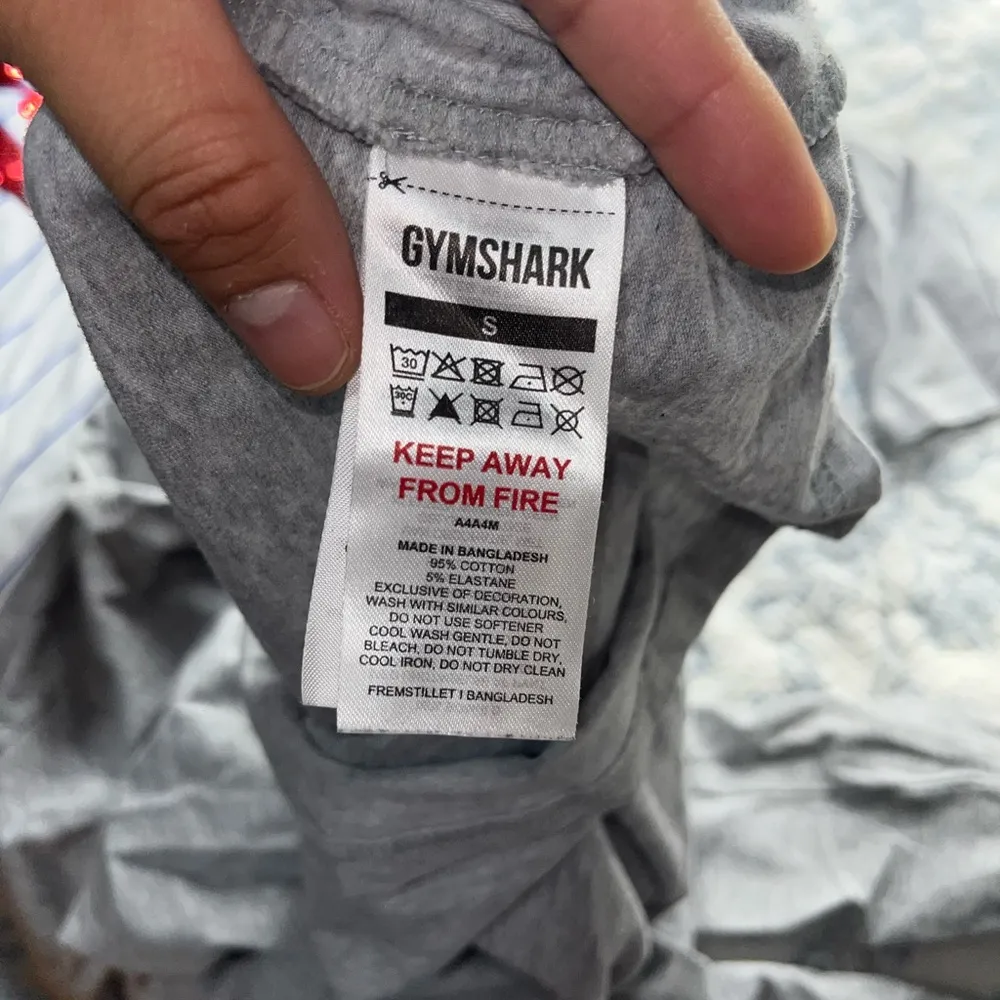 GYMSHARK
S
30
30C
KEEP AWAY
FROM FIRE
A4A4M
MADE IN BANGLADESH
95% COTTON
5% ELASTANE
EXCLUSIVE OF DECORATION,
WASH WITH SIMILAR COLOURS,
DO NOT USE SOFTENER
COOL WASH GENTLE, DO NOT
BLEACH, DO NOT TUMBLE DRY,
COOL IRON, DO NOT DRY CLEAN
FREMSTILLET I BANGLADESH